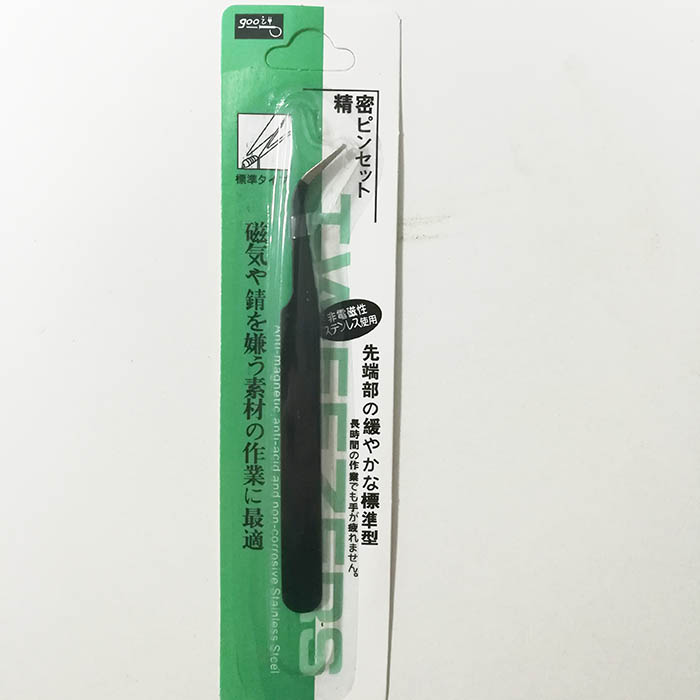 goot
精密ピンセット
標準タイプ
TWEEZERS
非電磁性
ステンレス使用
先端部の緩やかな標準型
長時間の作業でも手が疲れません。
磁気や錆を嫌う素材の作業に最適
Anti-magnetic, anti-acid and non-corrosive Stainless Steel